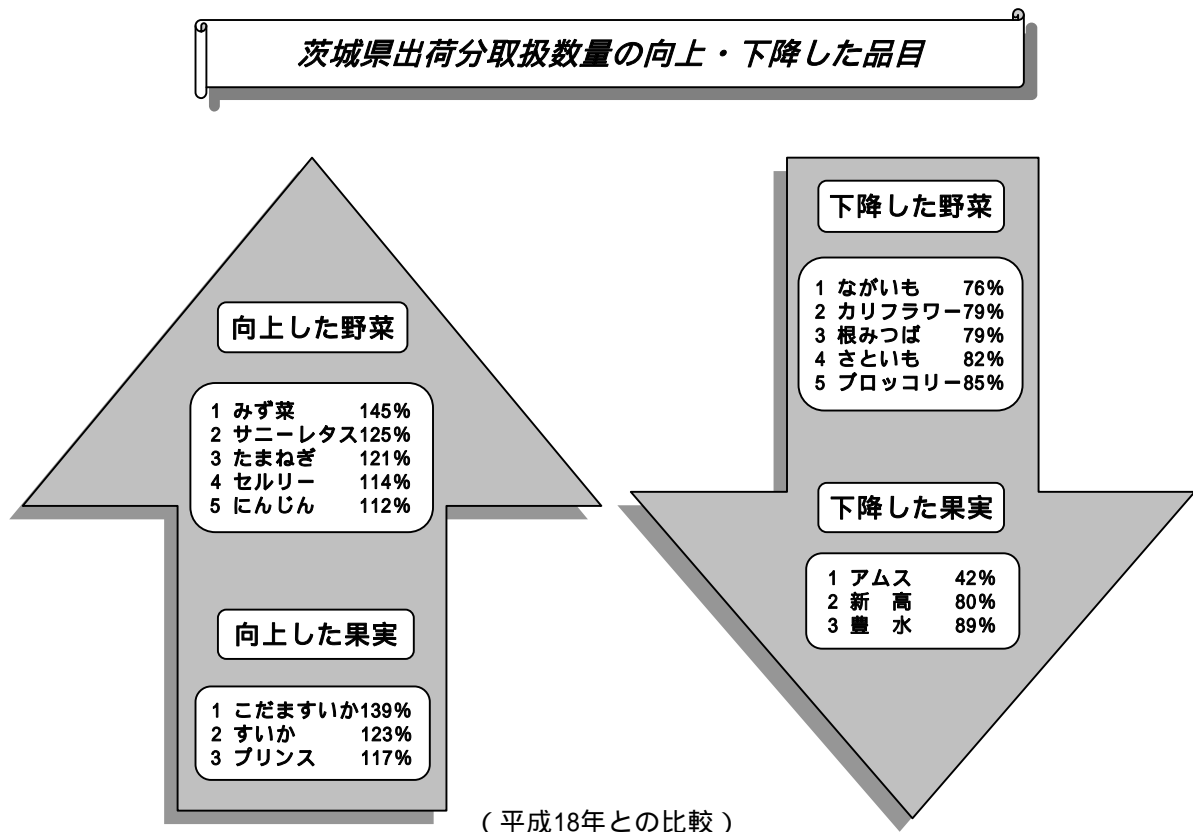 茨城県出荷分取扱数量の向上・下降した品目
向上した野菜
1 みず菜 145%
2 サニーレタス125%
3 たまねぎ 121%
4 セルリー 114%
5 にんじん 112%
向上した果実
1 こだますいか139%
2 すいか 123%
3 プリンス 117%
下降した野菜
1 ながいも 76%
2 カリフラワー79%
3 根みつば 79%
4 さといも 82%
5 ブロッコリー85%
下降した果実
1 アムス 42%
2 新 高 80%
3 豊 水 89%
(平成18年との比較)